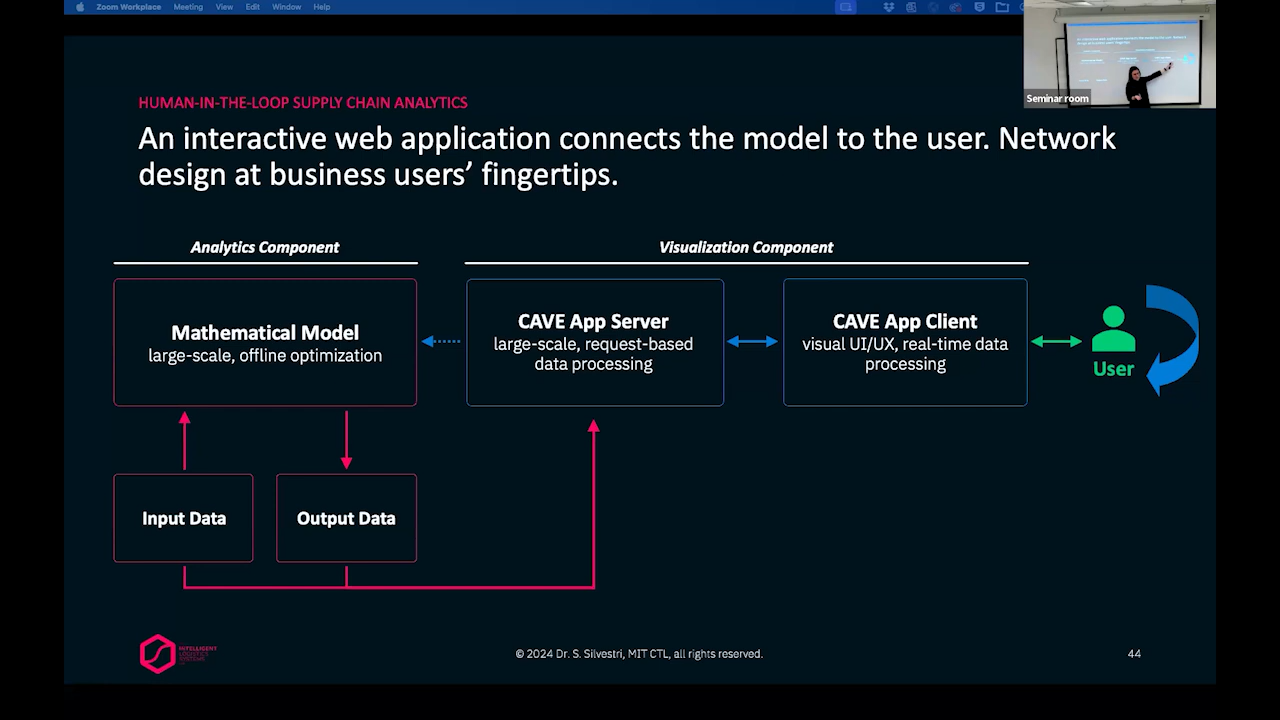 Zoom Workplace Meeting View Edit Window Help
Seminar room
HUMAN-IN-THE-LOOP SUPPLY CHAIN ANALYTICS
An interactive web application connects the model to the user. Network
design at business users’ fingertips.
Analytics Component
Visualization Component
Mathematical Model
large-scale, offline optimization
CAVE App Server
large-scale, request-based
data processing
CAVE App Client
visual UI/UX, real-time data
processing
User
Input Data
Output Data
INTELLIGENT
LOGISTICS
SYSTEMS
© 2024 Dr. S. Silvestri, MIT CTL, all rights reserved.
44